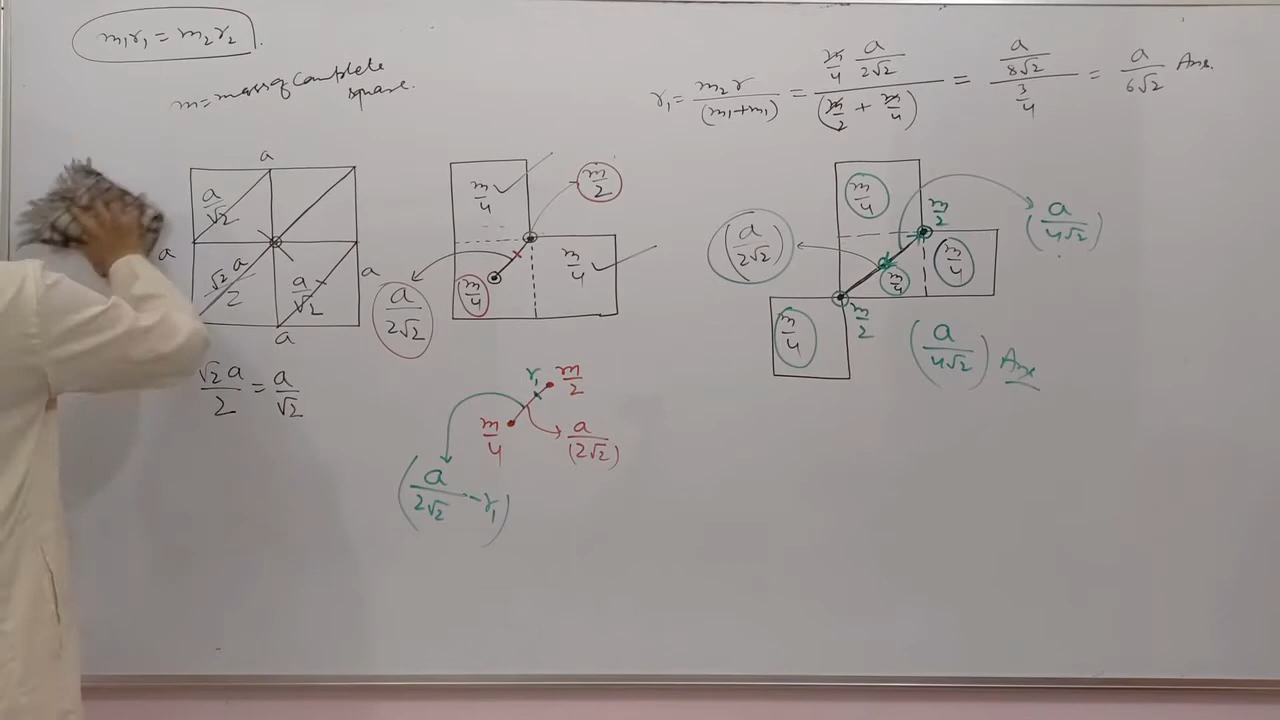 m₁r₁ = m₂r₂.
m = mass of complete
square.
r₁ = m₂r/(m₁+m₁) = (m/4 a/2√2)/(m/2 + m/4) = (a/8√2)/(3/4) = a/6√2 Ans.
a
a/√2
a
√2 a/2
a/√2
a
a
√2 a/2 = a/√2
m/4
m/2
m/4
m/4
a/2√2
r₁ m/2
m/4
a/(2√2)
(a/2√2 - r₁)
m/4
m/2
(a/4√2)
(a/2√2)
m/4
m/4
m/2
m/4
(a/4√2) Ans